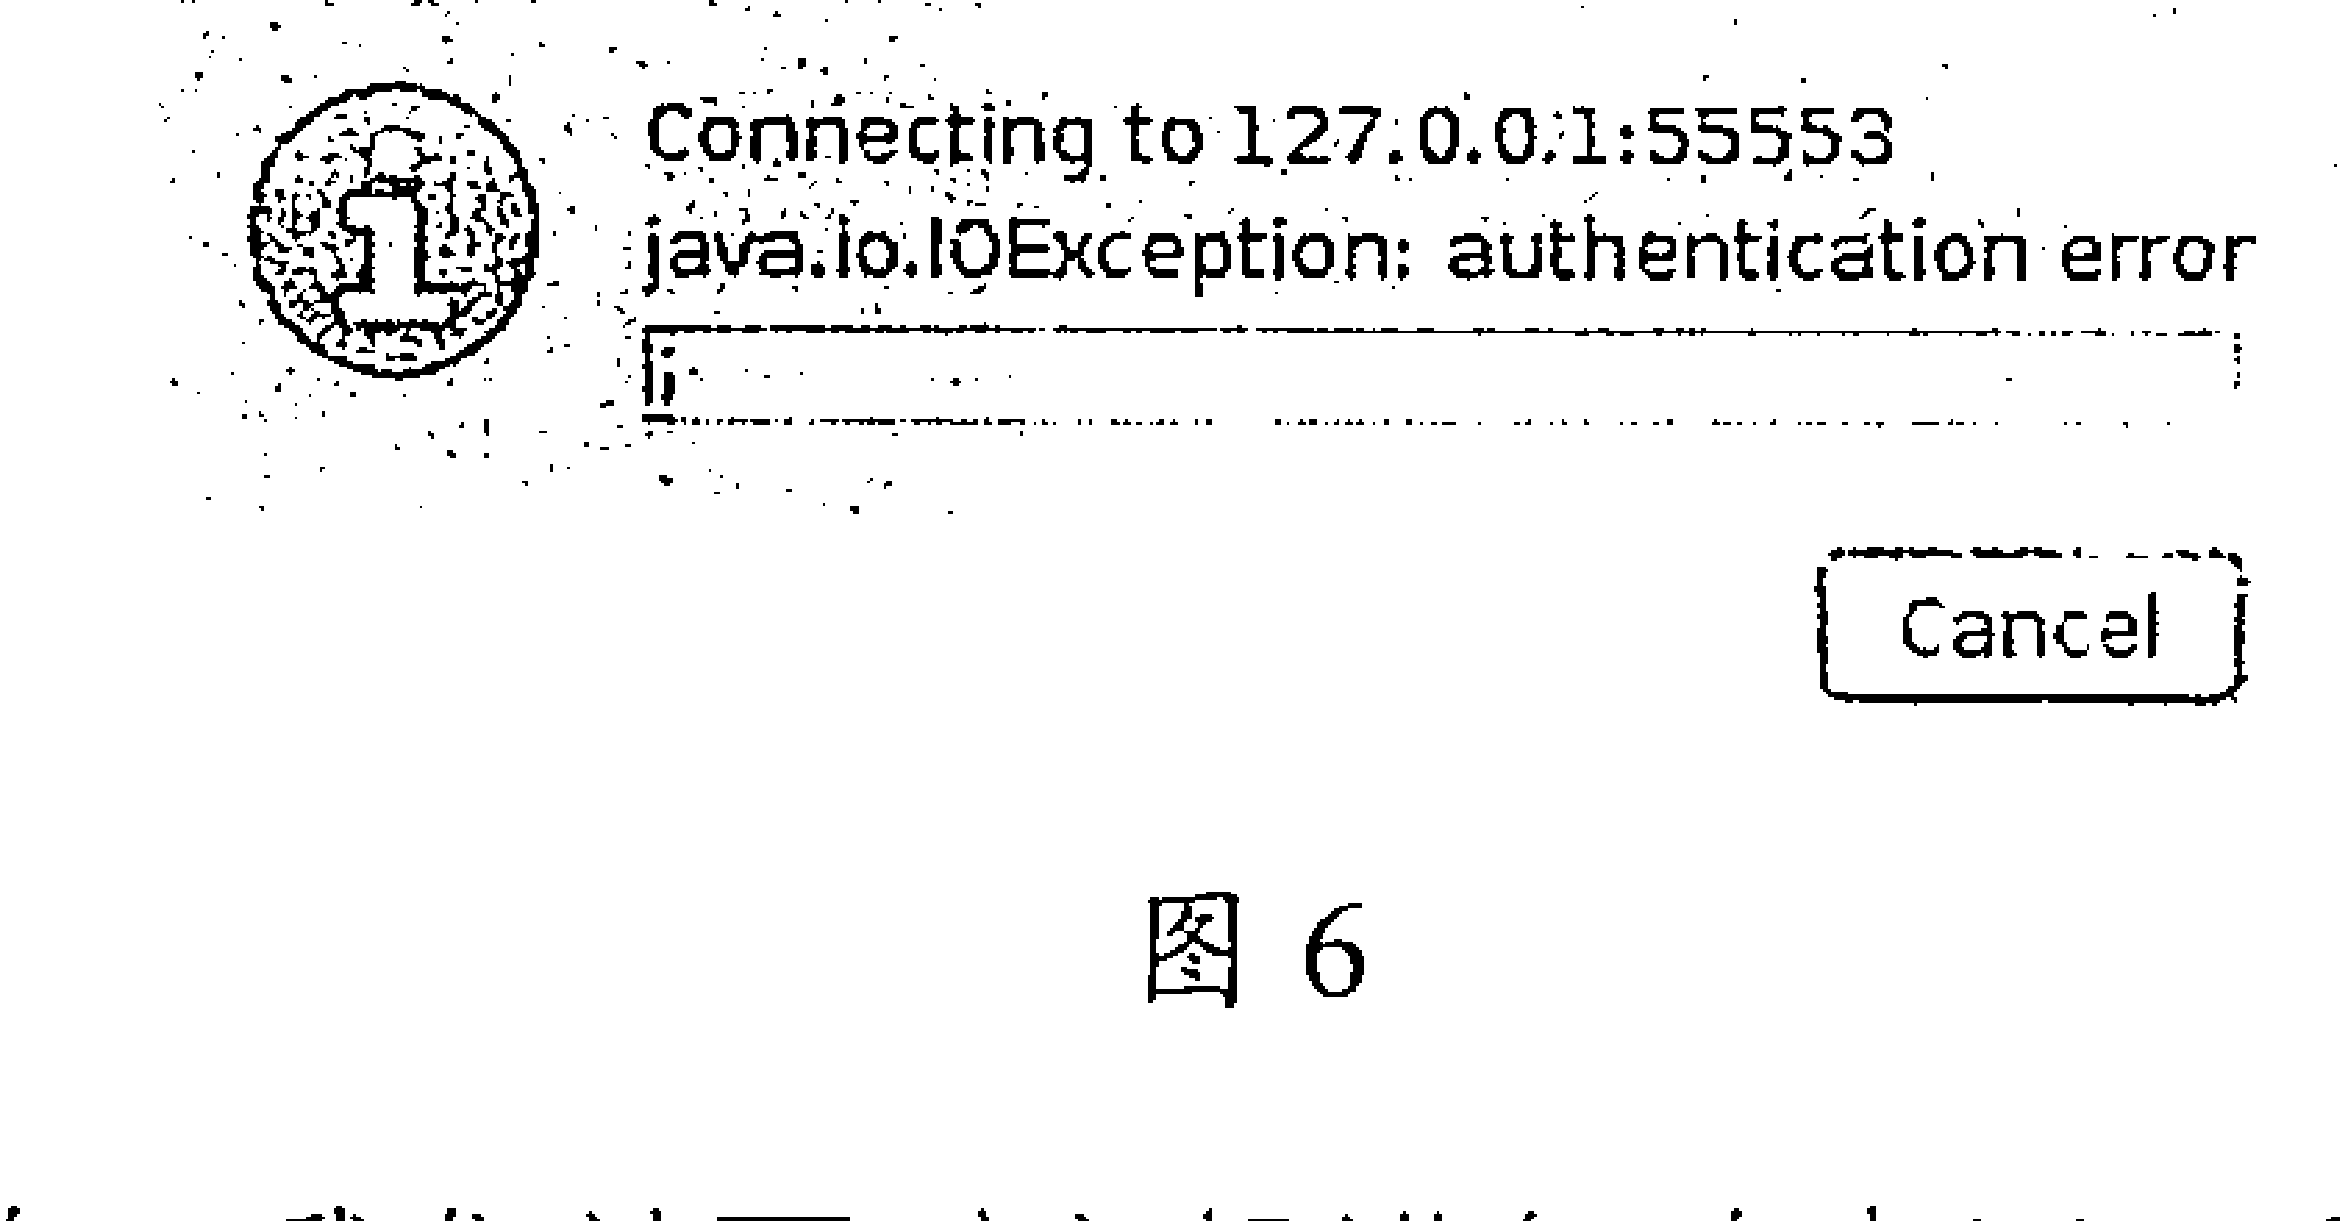 Connecting to 127.0.0.1:55553
java.io.IOException: authentication error
Cancel
图 6